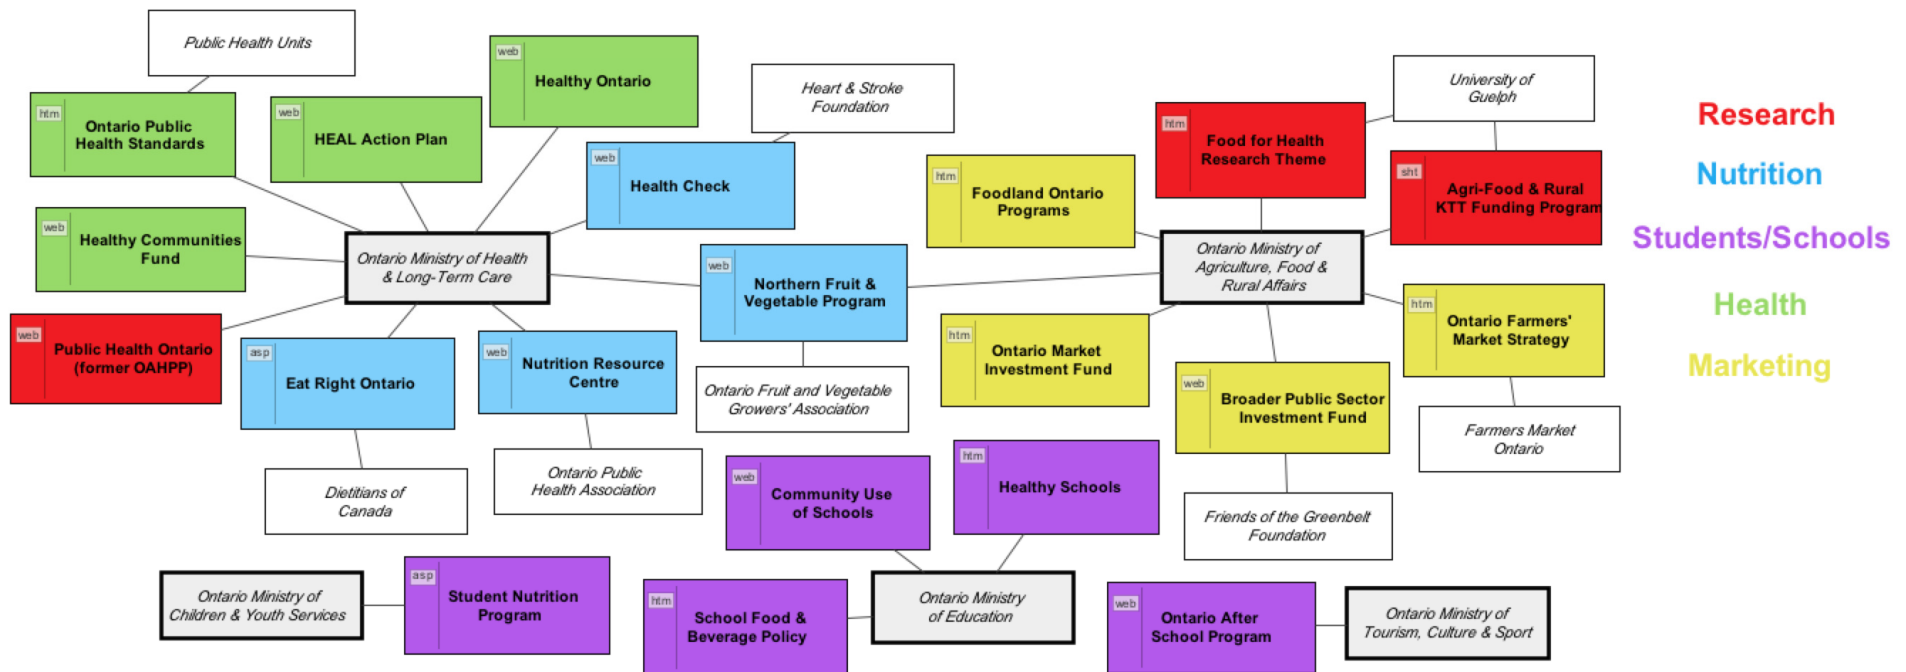 Public Health Units
web
Healthy Ontario
htm
Ontario Public
Health Standards
web
HEAL Action Plan
Heart & Stroke
Foundation
web
Health Check
web
Healthy Communities
Fund
Ontario Ministry of Health
& Long-Term Care
web
Public Health Ontario
(former OAHPP)
asp
Eat Right Ontario
web
Nutrition Resource
Centre
web
Northern Fruit &
Vegetable Program
Ontario Fruit and Vegetable
Growers' Association
Dietitians of
Canada
Ontario Public
Health Association
University of
Guelph
htm
Food for Health
Research Theme
sht
Agri-Food & Rural
KTT Funding Program
htm
Foodland Ontario
Programs
Ontario Ministry of
Agriculture, Food &
Rural Affairs
htm
Ontario Market
Investment Fund
web
Broader Public Sector
Investment Fund
htm
Ontario Farmers'
Market Strategy
Farmers Market
Ontario
Friends of the Greenbelt
Foundation
web
Community Use
of Schools
htm
Healthy Schools
Ontario Ministry of
Children & Youth Services
asp
Student Nutrition
Program
htm
School Food &
Beverage Policy
Ontario Ministry
of Education
web
Ontario After
School Program
Ontario Ministry of
Tourism, Culture & Sport
Research
Nutrition
Students/Schools
Health
Marketing